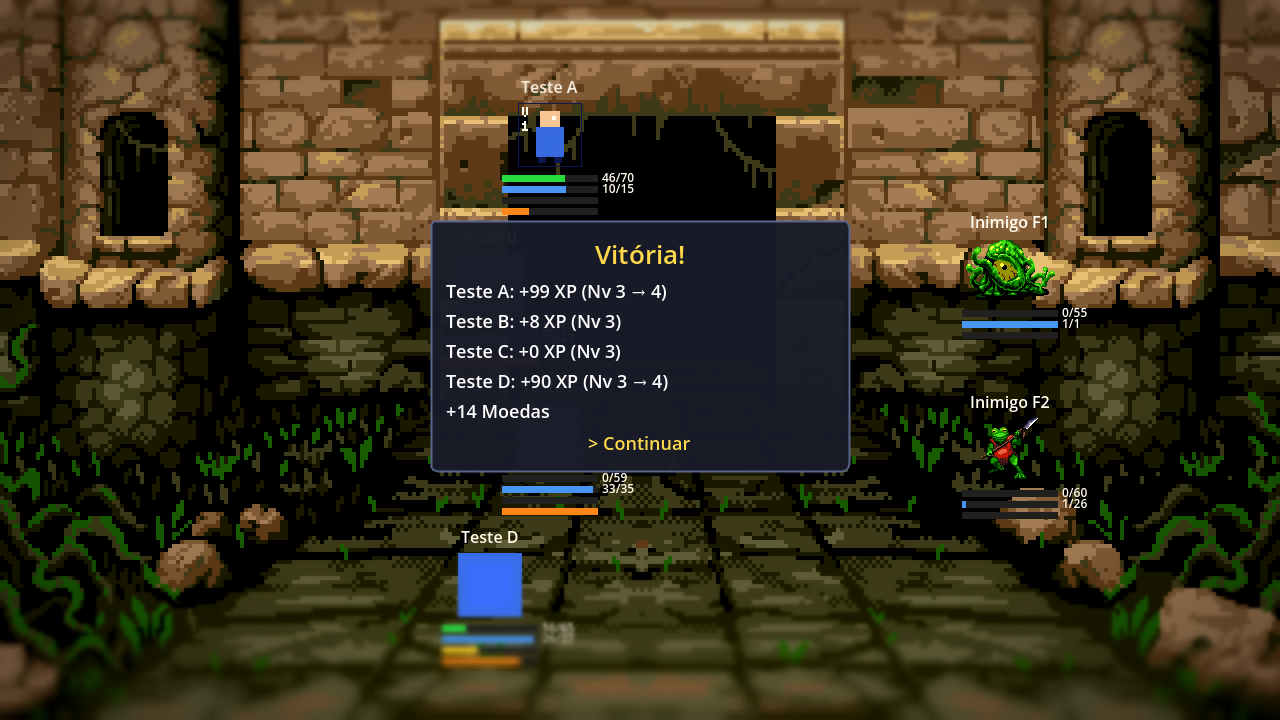 Teste A
1
46/70
10/15
Teste B
Vitória!
Teste A: +99 XP (Nv 3 → 4)
Teste B: +8 XP (Nv 3)
Teste C: +0 XP (Nv 3)
Teste D: +90 XP (Nv 3 → 4)
+14 Moedas
> Continuar
Inimigo F1
0/55
1/1
Inimigo F2
0/60
1/26
0/59
33/35
Teste D